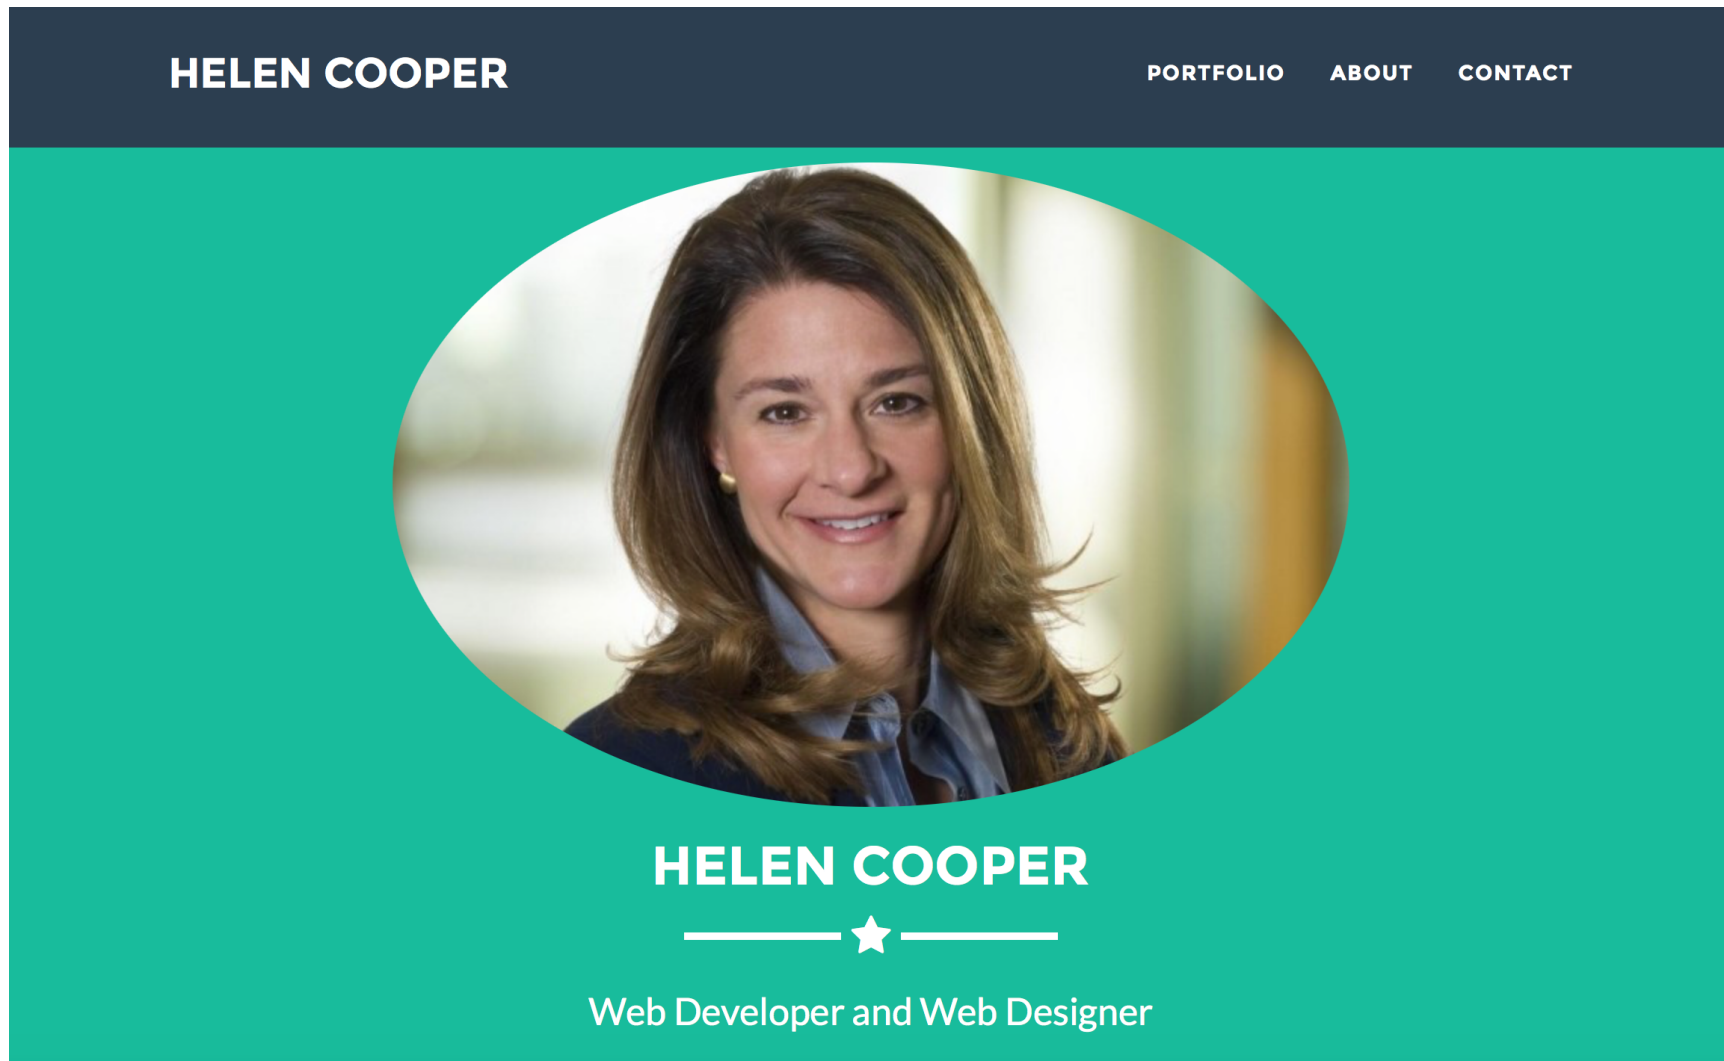 HELEN COOPER
PORTFOLIO ABOUT CONTACT
HELEN COOPER
Web Developer and Web Designer